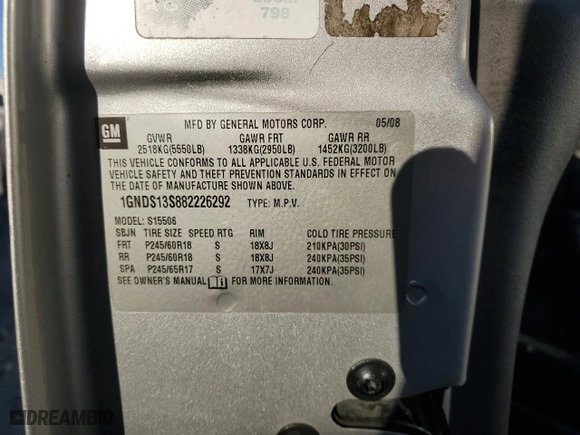 798
GM
MFD BY GENERAL MOTORS CORP. 05/08
GVWR GAWR FRT GAWR RR
2518KG(5550LB) 1338KG(2950LB) 1452KG(3200LB)
THIS VEHICLE CONFORMS TO ALL APPLICABLE U.S. FEDERAL MOTOR
VEHICLE SAFETY AND THEFT PREVENTION STANDARDS IN EFFECT ON
THE DATE OF MANUFACTURE SHOWN ABOVE.
1GNDS13S882226292 TYPE: M.P.V.
MODEL: S15506
SBJN TIRE SIZE SPEED RTG RIM COLD TIRE PRESSURE
FRT P245/60R18 S 18X8J 210KPA(30PSI)
RR P245/60R18 S 18X8J 240KPA(35PSI)
SPA P245/65R17 S 17X7J 240KPA(35PSI)
SEE OWNER'S MANUAL FOR MORE INFORMATION.
DREAMBID